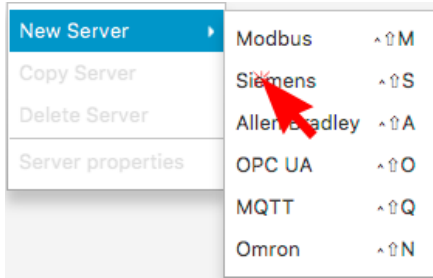 New Server
Copy Server
Delete Server
Server properties
Modbus ^⇧M
Siemens ^⇧S
Allen Bradley ^⇧A
OPC UA ^⇧O
MQTT ^⇧Q
Omron ^⇧N